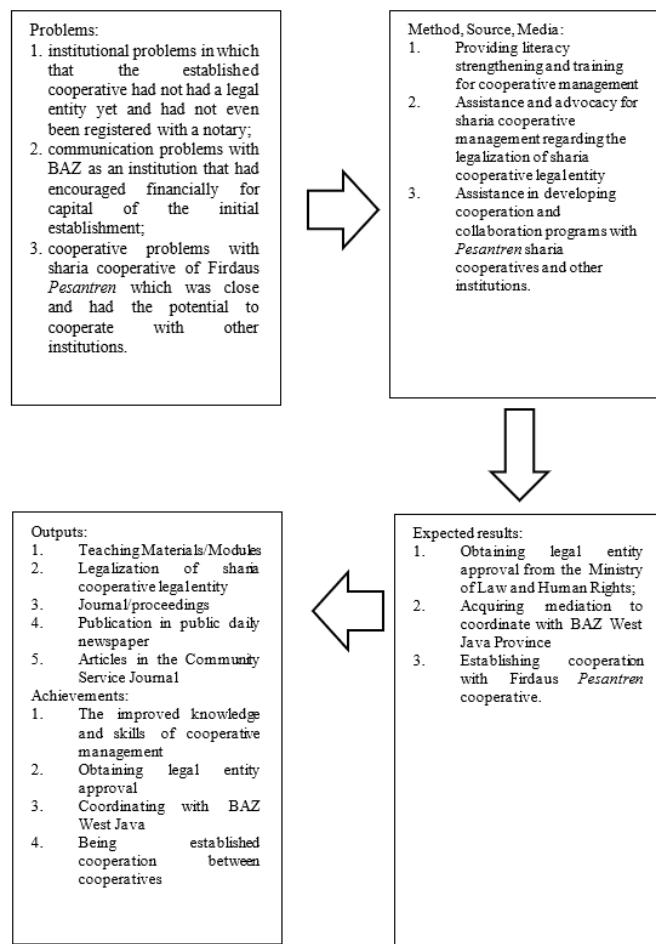 Problems:
1. institutional problems in which
that the established
cooperative had not had a legal
entity yet and had not even
been registered with a notary;
2. communication problems with
BAZ as an institution that had
encouraged financially for
capital of the initial
establishment;
3. cooperative problems with
sharia cooperative of Firdaus
Pesantren which was close
and had the potential to
cooperate with other
institutions.
Method, Source, Media:
1. Providing literacy
strengthening and training
for cooperative management
2. Assistance and advocacy for
sharia cooperative
management regarding the
legalization of sharia
cooperative legal entity
3. Assistance in developing
cooperation and
collaboration programs with
Pesantren sharia
cooperatives and other
institutions.
Expected results:
1. Obtaining legal entity
approval from the Ministry
of Law and Human Rights;
2. Acquiring mediation to
coordinate with BAZ West
Java Province
3. Establishing cooperation
with Firdaus Pesantren
cooperative.
Outputs:
1. Teaching Materials/Modules
2. Legalization of sharia
cooperative legal entity
3. Journal/proceedings
4. Publication in public daily
newspaper
5. Articles in the Community
Service Journal
Achievements:
1. The improved knowledge
and skills of cooperative
management
2. Obtaining legal entity
approval
3. Coordinating with BAZ
West Java
4. Being established
cooperation between
cooperatives